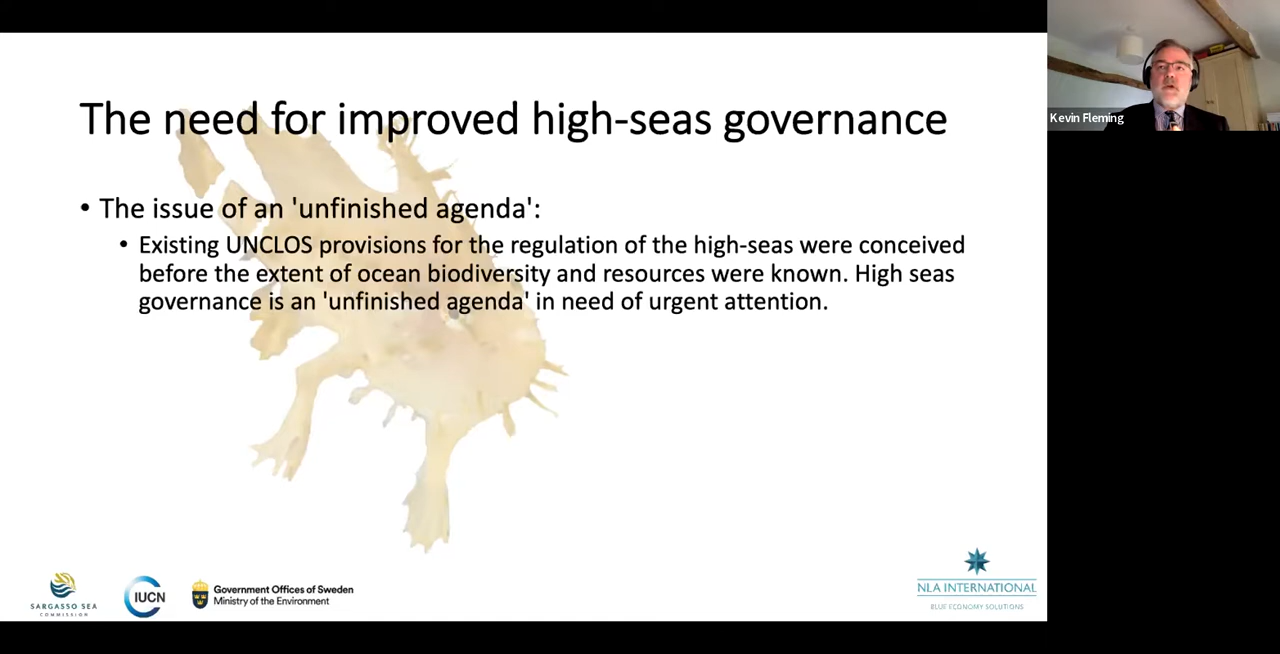 The need for improved high-seas governance
• The issue of an 'unfinished agenda':
• Existing UNCLOS provisions for the regulation of the high-seas were conceived
before the extent of ocean biodiversity and resources were known. High seas
governance is an 'unfinished agenda' in need of urgent attention.
Kevin Fleming
SARGASSO SEA
COMMISSION
IUCN
Government Offices of Sweden
Ministry of the Environment
NLA INTERNATIONAL
BLUE ECONOMY SOLUTIONS